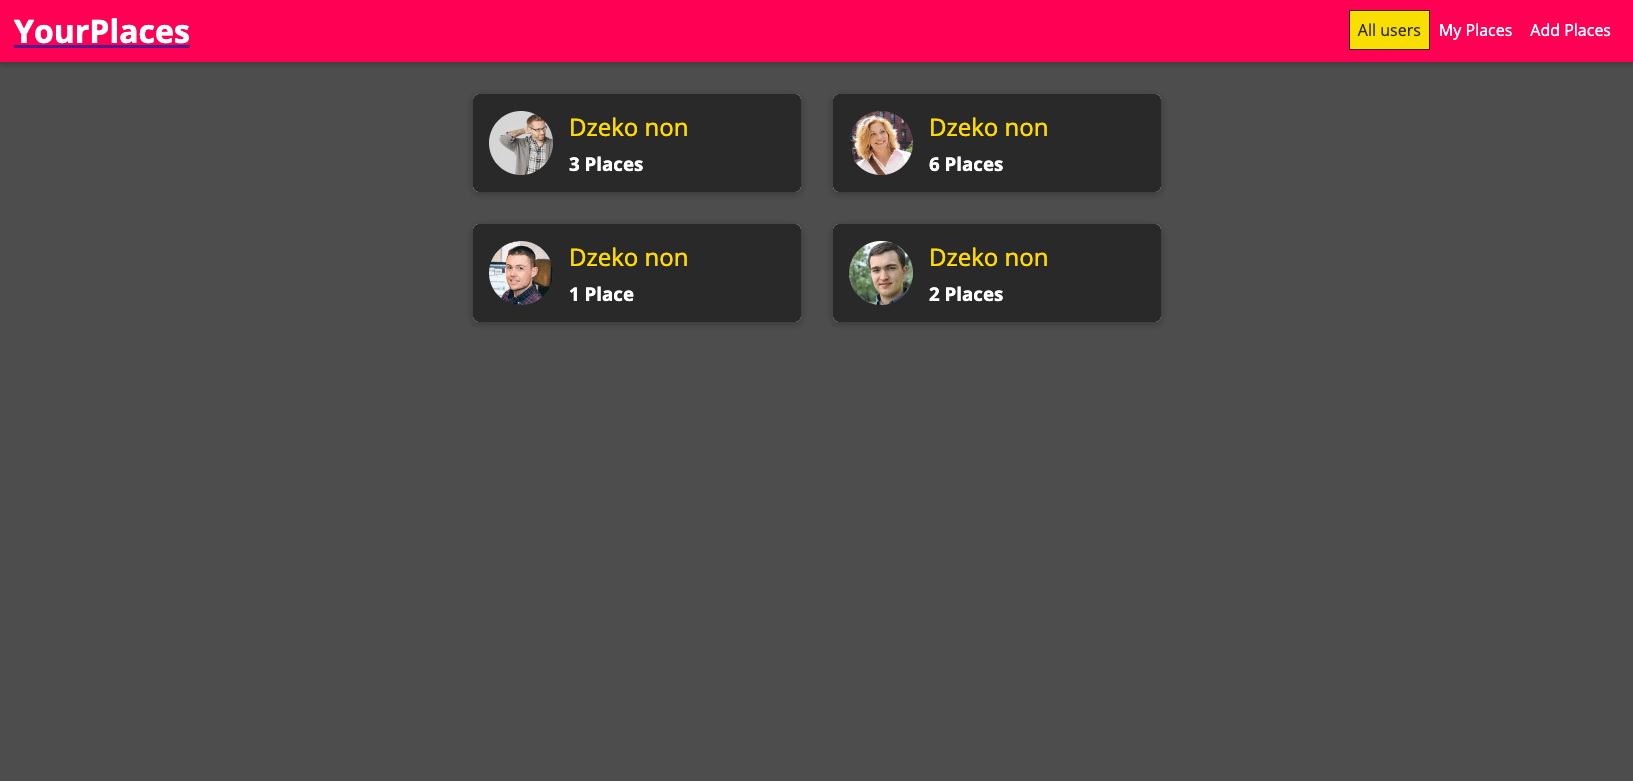 YourPlaces
All users My Places Add Places
Dzeko non
3 Places
Dzeko non
6 Places
Dzeko non
1 Place
Dzeko non
2 Places